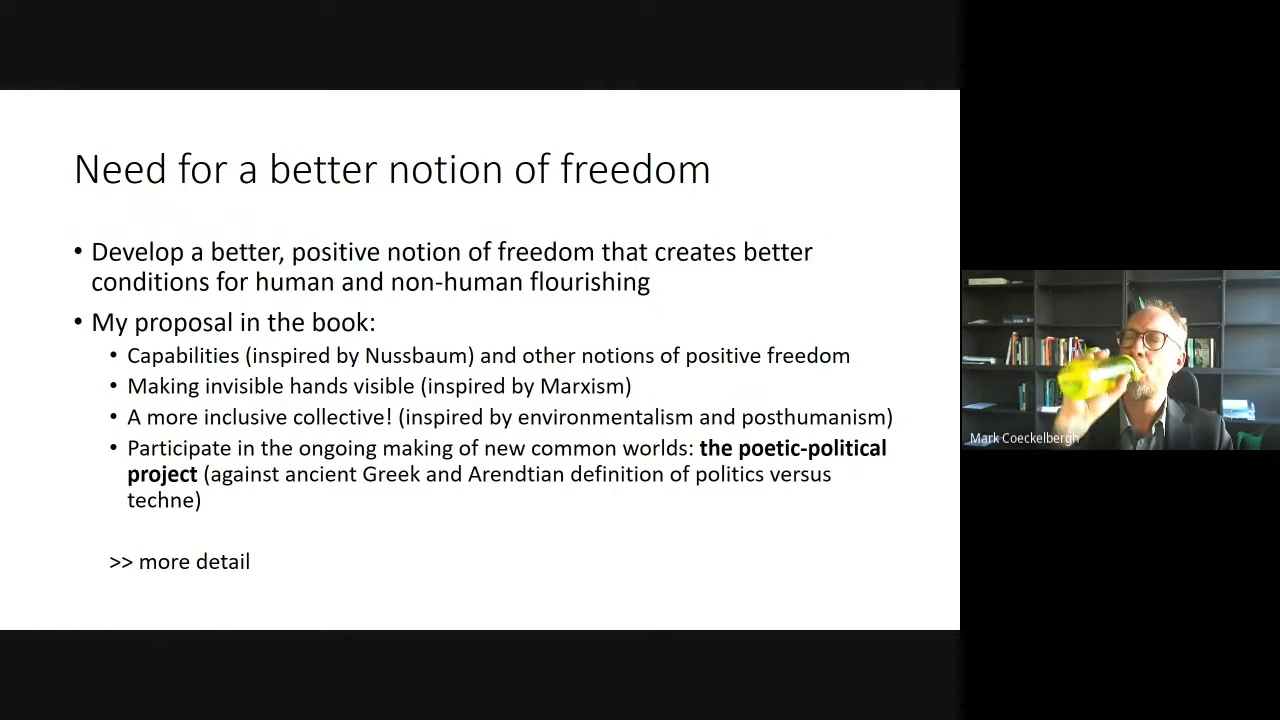 Need for a better notion of freedom
• Develop a better, positive notion of freedom that creates better
conditions for human and non-human flourishing
• My proposal in the book:
• Capabilities (inspired by Nussbaum) and other notions of positive freedom
• Making invisible hands visible (inspired by Marxism)
• A more inclusive collective! (inspired by environmentalism and posthumanism)
• Participate in the ongoing making of new common worlds: the poetic-political
project (against ancient Greek and Arendtian definition of politics versus
techne)
>> more detail
Mark Coeckelbergh